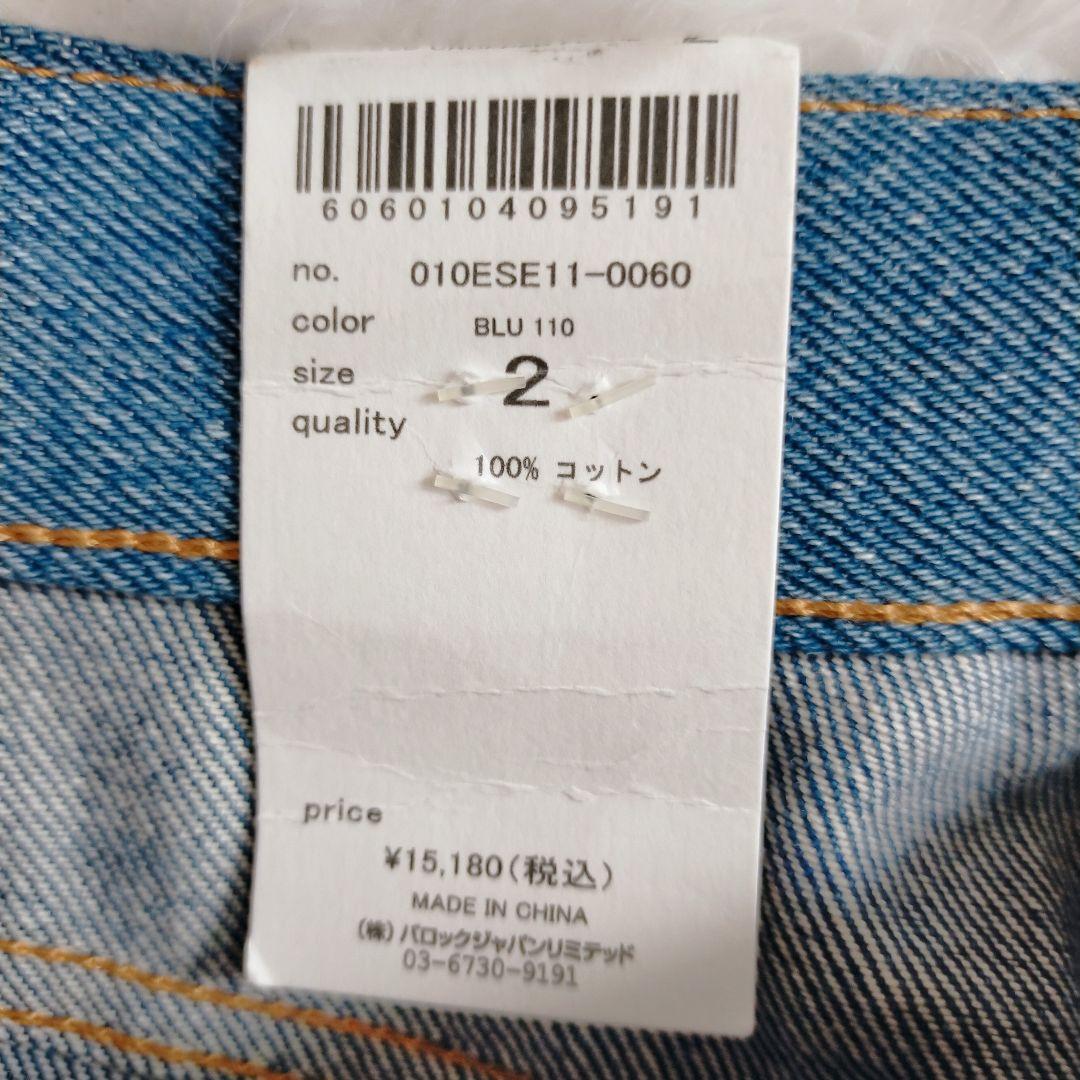 6060104095191
no. 010ESE11-0060
color BLU 110
size 2
quality
100% コットン
price
¥15,180(税込)
MADE IN CHINA
(株)バロックジャパンリミテッド
03-6730-9191